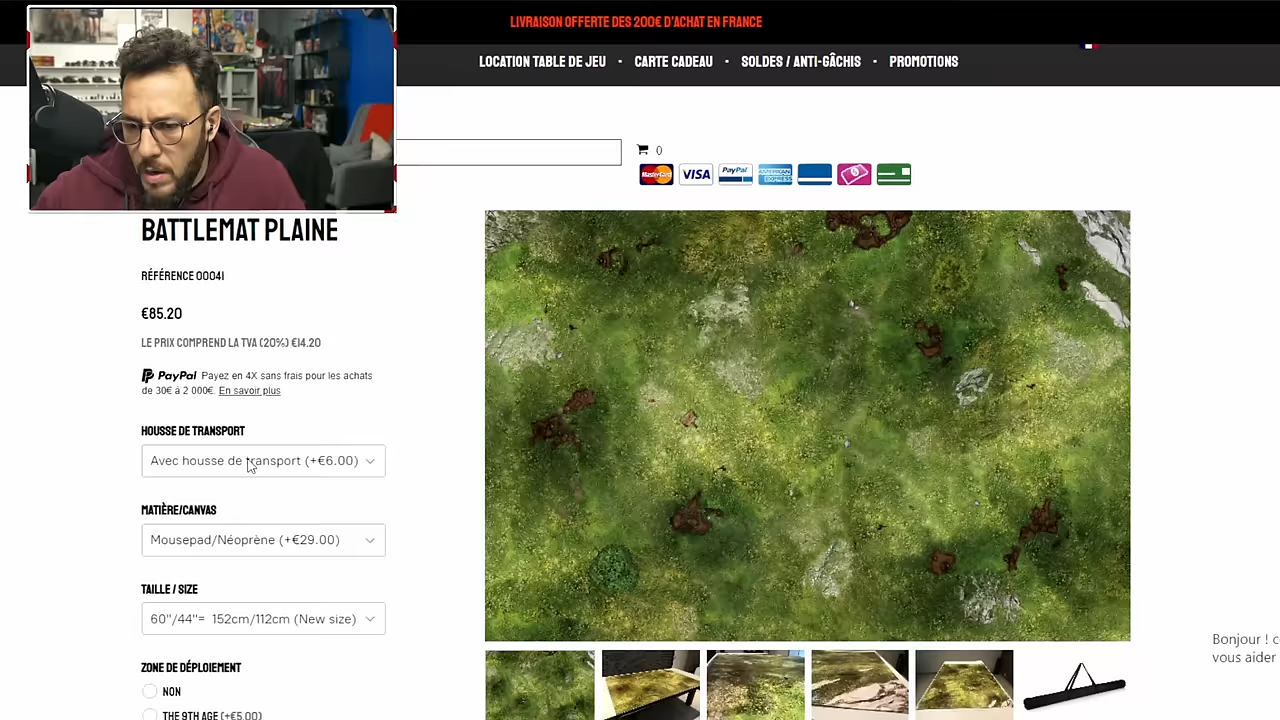 LIVRAISON OFFERTE DES 200€ D'ACHAT EN FRANCE
LOCATION TABLE DE JEU • CARTE CADEAU • SOLDES / ANTI-GÂCHIS • PROMOTIONS
0
MasterCard VISA PayPal AMERICAN EXPRESS
BATTLEMAT PLAINE
RÉFÉRENCE 00041
€85.20
LE PRIX COMPREND LA TVA (20%) €14.20
PayPal Payez en 4X sans frais pour les achats
de 30€ à 2 000€. En savoir plus
HOUSSE DE TRANSPORT
Avec housse de transport (+€6.00)
MATIÈRE/CANVAS
Mousepad/Néoprène (+€29.00)
TAILLE / SIZE
60"/44"= 152cm/112cm (New size)
ZONE DE DÉPLOIEMENT
NON
THE 9TH AGE (+€5.00)
Bonjour ! c
vous aider